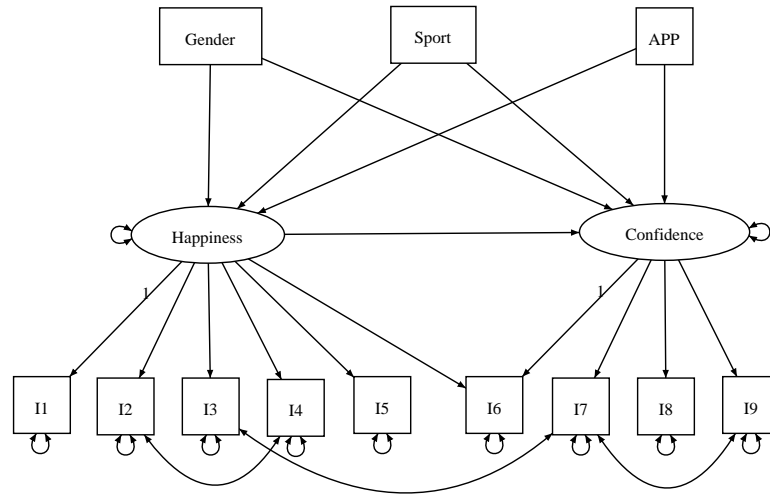 Gender
Sport
APP
Happiness
Confidence
1
1
I1
I2
I3
I4
I5
I6
I7
I8
I9